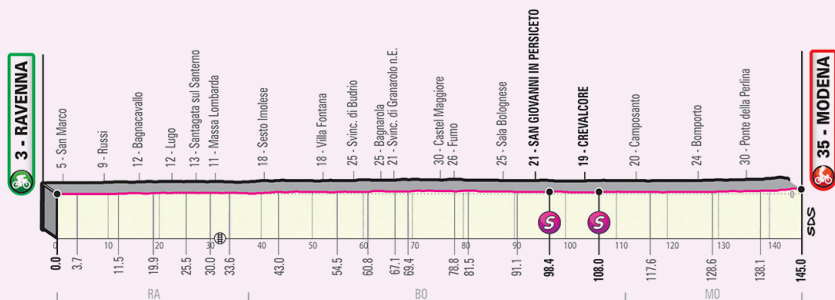 3 - RAVENNA
5 - San Marco
9 - Russi
12 - Bagnacavallo
12 - Lugo
13 - Santagata sul Santerno
11 - Massa Lombarda
18 - Sesto Imolese
18 - Villa Fontana
25 - Svinc. di Budrio
25 - Bagnarola
21 - Svinc. di Granarolo n.E.
30 - Castel Maggiore
26 - Fumo
25 - Sala Bolognese
21 - SAN GIOVANNI IN PERSICETO
19 - CREVALCORE
20 - Camposanto
24 - Bomporto
30 - Ponte della Perlina
35 - MODENA
0
S S
SDS
0 10 20 30 40 50 60 70 80 90 100 110 120 130 140
0.0 3.7 11.5 19.9 25.5 30.0 33.6 43.0 54.5 60.8 67.1 69.4 78.8 81.5 91.1 98.4 108.0 117.6 128.6 138.1 145.0
RA BO MO